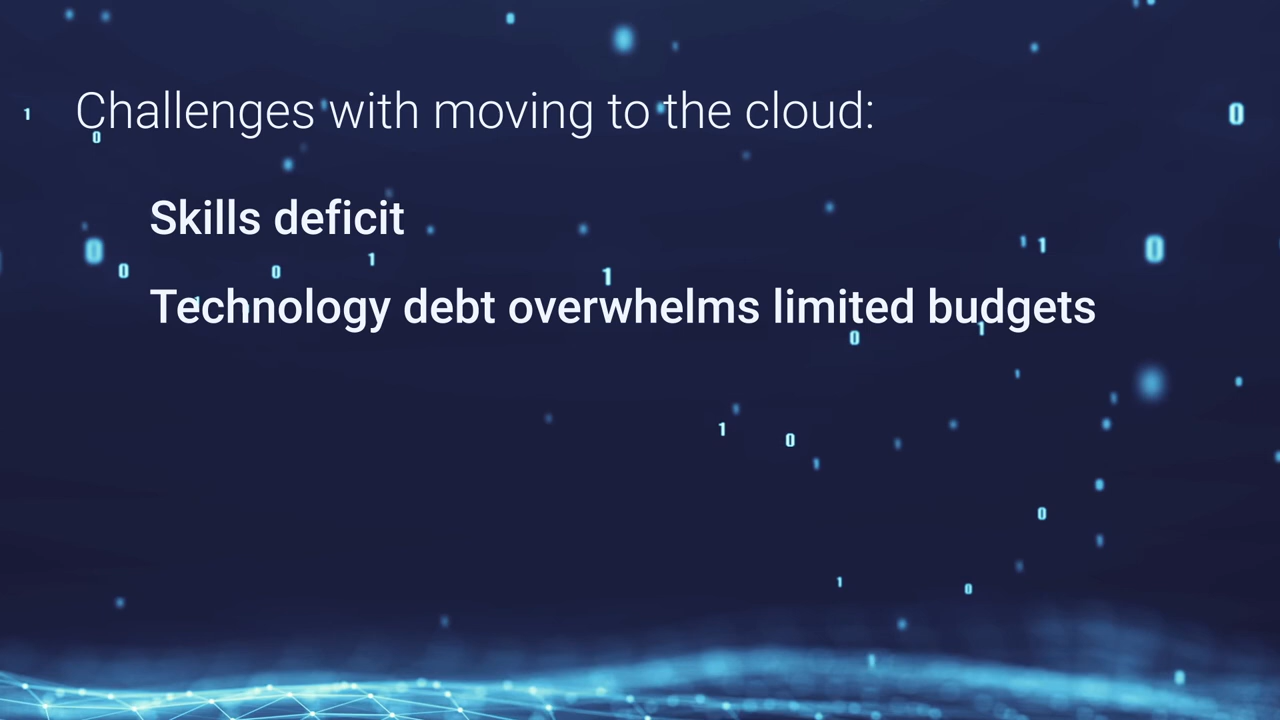 Challenges with moving to the cloud:
Skills deficit
Technology debt overwhelms limited budgets